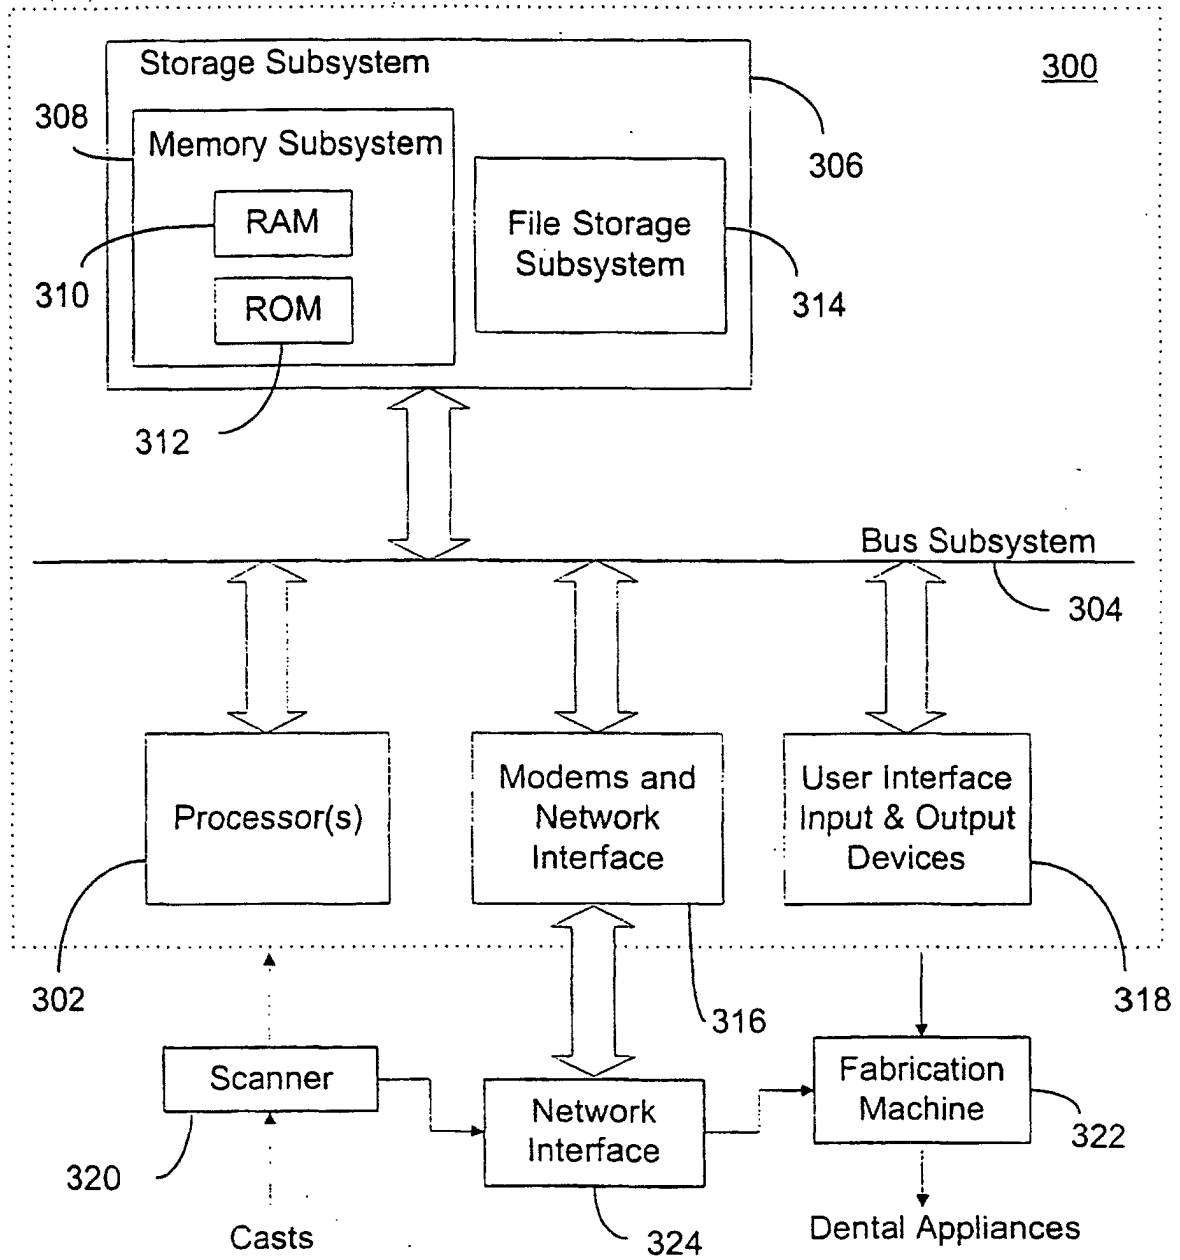 Storage Subsystem
300
308
Memory Subsystem
306
RAM
File Storage
Subsystem
310
ROM
314
312
Bus Subsystem
304
Processor(s)
Modems and
Network
Interface
User Interface
Input & Output
Devices
302
316
318
Scanner
Network
Interface
Fabrication
Machine
320
322
Casts
324
Dental Appliances